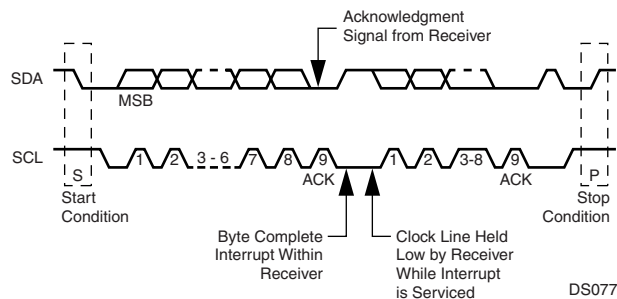 Acknowledgment
Signal from Receiver
SDA
MSB
SCL
S
1
2
3 - 6
7
8
9
1
2
3-8
9
P
ACK
ACK
Start
Condition
Stop
Condition
Byte Complete
Interrupt Within
Receiver
Clock Line Held
Low by Receiver
While Interrupt
is Serviced
DS077